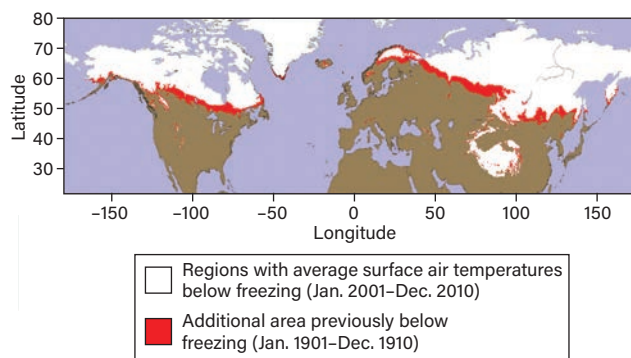 80
70
60
50
40
30
Latitude
−150 −100 −50 0 50 100 150
Longitude
Regions with average surface air temperatures
below freezing (Jan. 2001–Dec. 2010)
Additional area previously below
freezing (Jan. 1901–Dec. 1910)